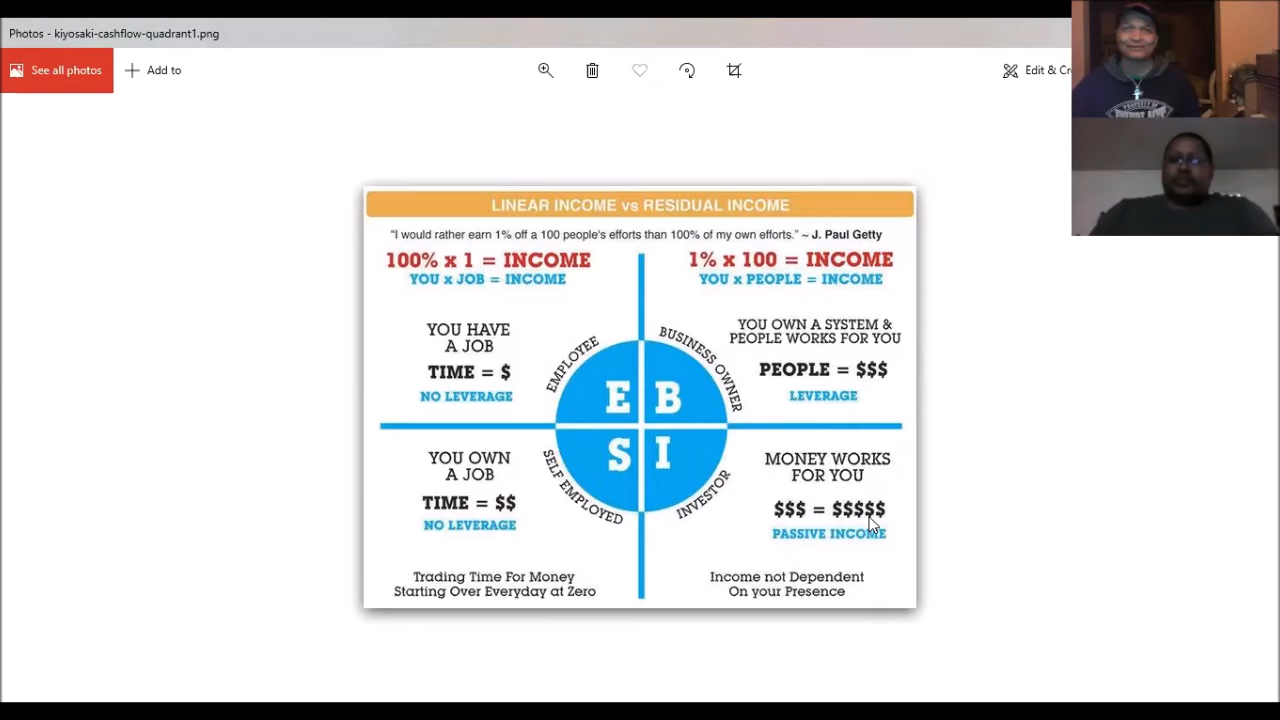 Photos - kiyosaki-cashflow-quadrant1.png
See all photos
Add to
Edit & Cr
PROPERTY OF
LINEAR INCOME vs RESIDUAL INCOME
"I would rather earn 1% off a 100 people's efforts than 100% of my own efforts." ~ J. Paul Getty
100% x 1 = INCOME
YOU x JOB = INCOME
1% x 100 = INCOME
YOU x PEOPLE = INCOME
YOU HAVE
A JOB
TIME = $
NO LEVERAGE
EMPLOYEE
BUSINESS OWNER
YOU OWN A SYSTEM &
PEOPLE WORKS FOR YOU
PEOPLE = $$$
LEVERAGE
E B
S I
YOU OWN
A JOB
TIME = $$
NO LEVERAGE
SELF EMPLOYED
INVESTOR
MONEY WORKS
FOR YOU
$$$ = $$$$$
PASSIVE INCOME
Trading Time For Money
Starting Over Everyday at Zero
Income not Dependent
On your Presence